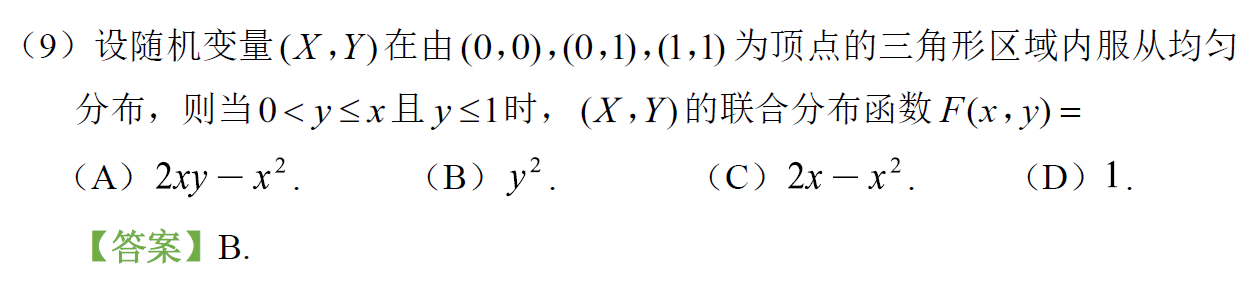 （9）设随机变量(X,Y)在由(0,0),(0,1),(1,1)为顶点的三角形区域内服从均匀
分布，则当0<y≤x且y≤1时，(X,Y)的联合分布函数F(x,y)=
（A）2xy－x². （B）y². （C）2x－x². （D）1.
【答案】B.